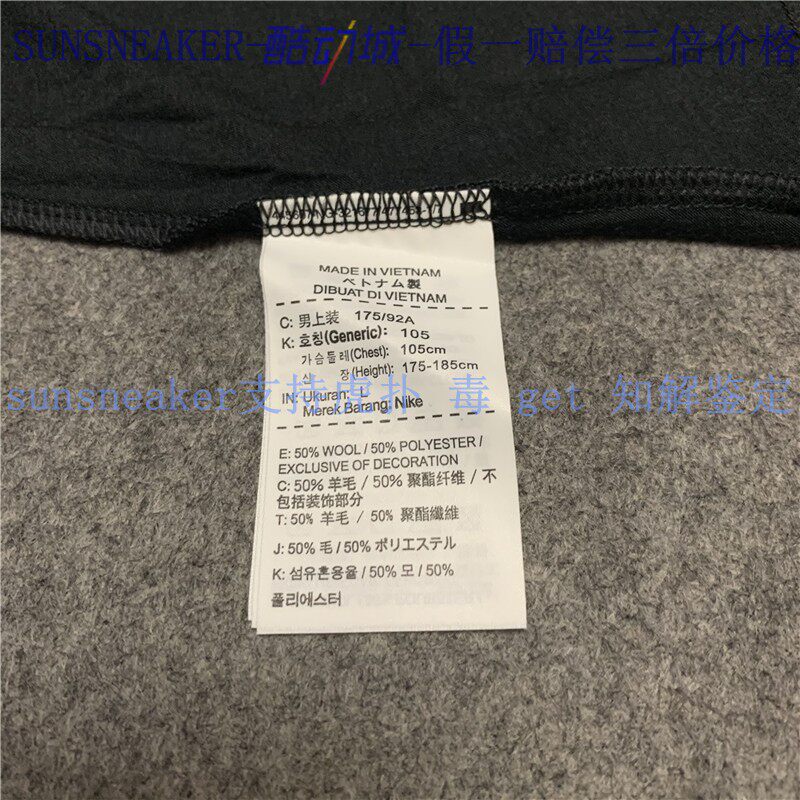 SUNSNEAKER-酷动城-假一赔偿三倍价格
MADE IN VIETNAM
ベトナム製
DIBUAT DI VIETNAM
C: 男上装 175/92A
K: 호칭(Generic): 105
가슴둘레(Chest): 105cm
신 장(Height): 175-185cm
sunsneaker支持虎扑 毒 get 知解鉴定
IN: Ukuran:
Merek Barang: Nike
E: 50% WOOL / 50% POLYESTER /
EXCLUSIVE OF DECORATION
C: 50% 羊毛 / 50% 聚酯纤维 / 不
包括装饰部分
T: 50% 羊毛 / 50% 聚酯纖維
J: 50% 毛 / 50% ポリエステル
K: 섬유혼용율 / 50% 모 / 50%
폴리에스터